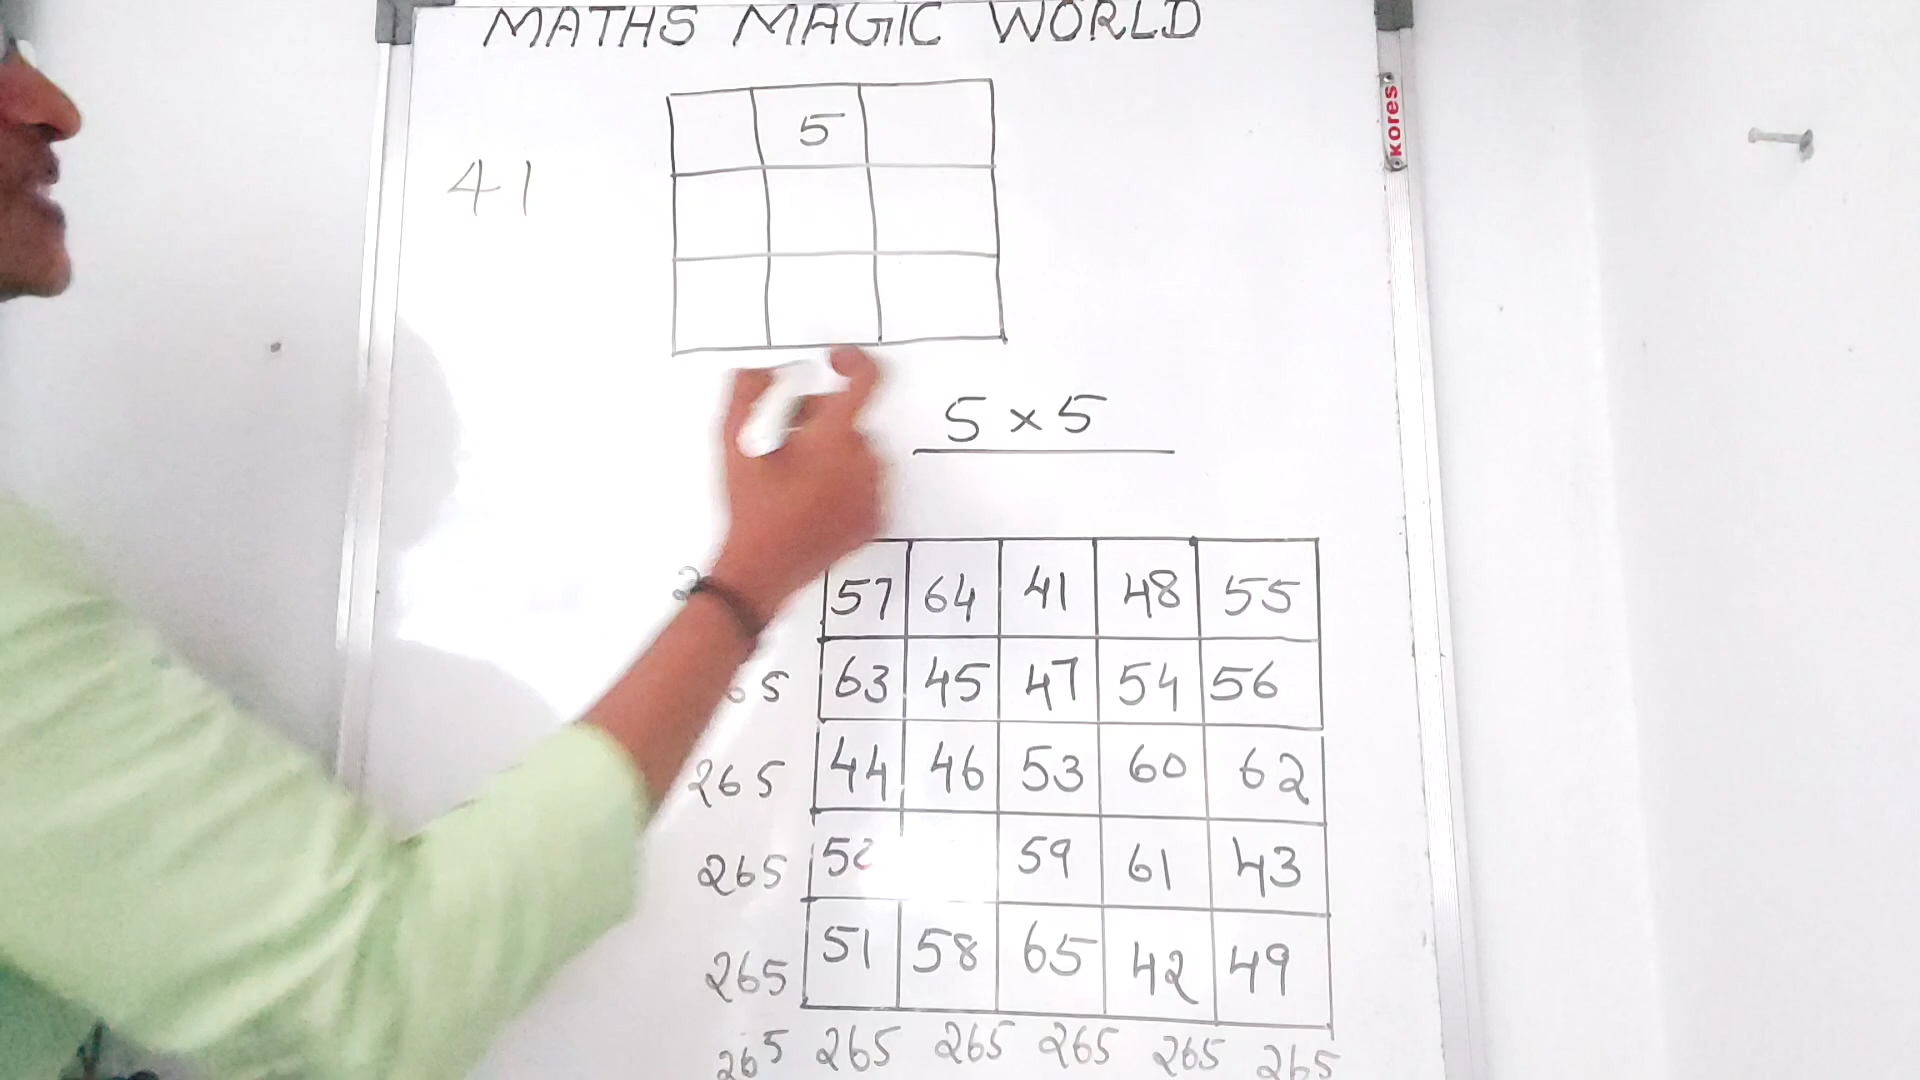 MATHS MAGIC WORLD
kores
5
41
5 × 5
57 64 41 48 55
65 63 45 47 54 56
265 44 46 53 60 62
265 59 61 43
265 51 58 65 42 49
265 265 265 265 265 265